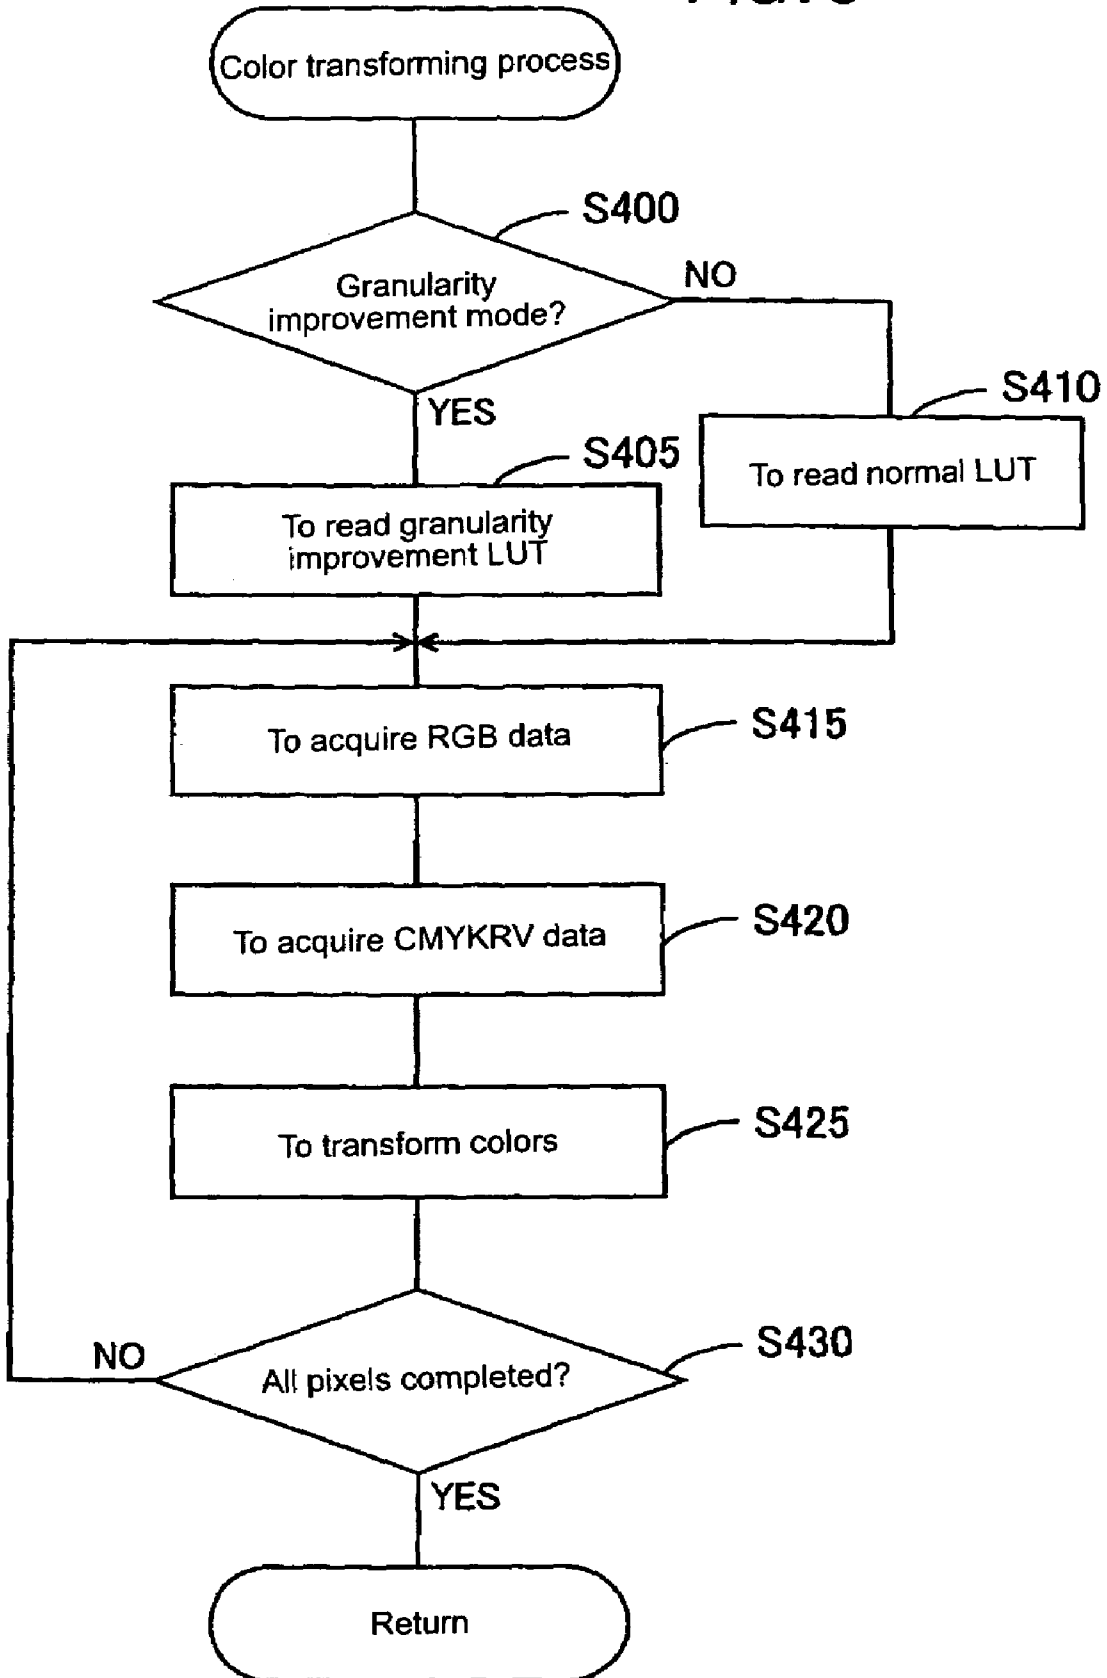 Color transforming process
S400
Granularity
improvement mode?
NO
YES
S410
To read normal LUT
S405
To read granularity
improvement LUT
To acquire RGB data
S415
To acquire CMYKRV data
S420
To transform colors
S425
All pixels completed?
S430
NO
YES
Return